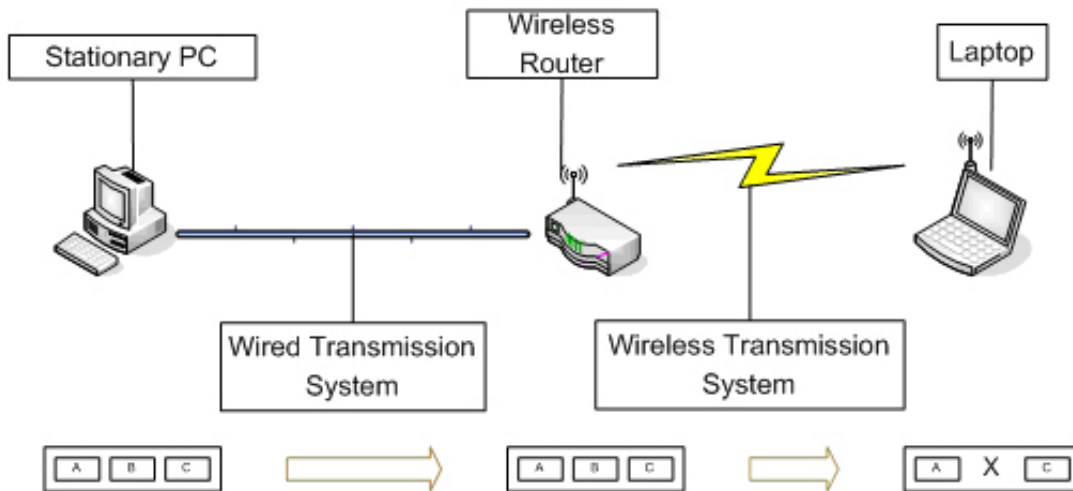 Stationary PC
Wireless
Router
Laptop
Wired Transmission
System
Wireless Transmission
System
A B C
A B C
A X C